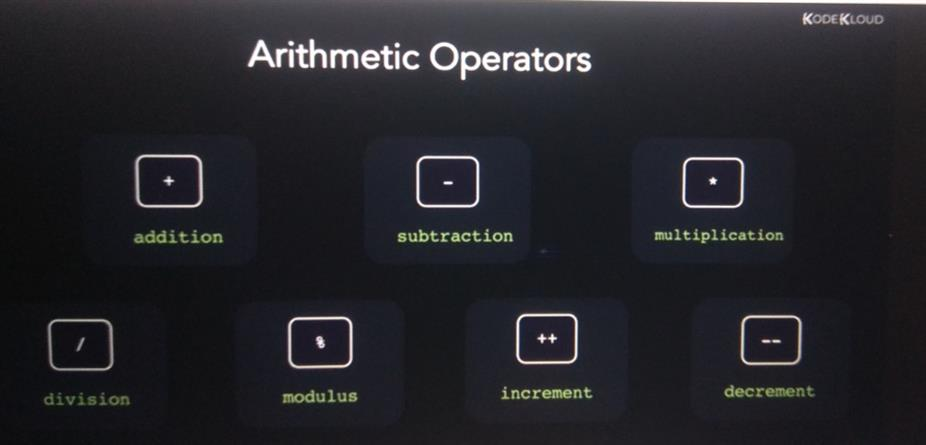 KODEKLOUD
Arithmetic Operators
+ - *
addition subtraction multiplication
/ % ++ --
division modulus increment decrement